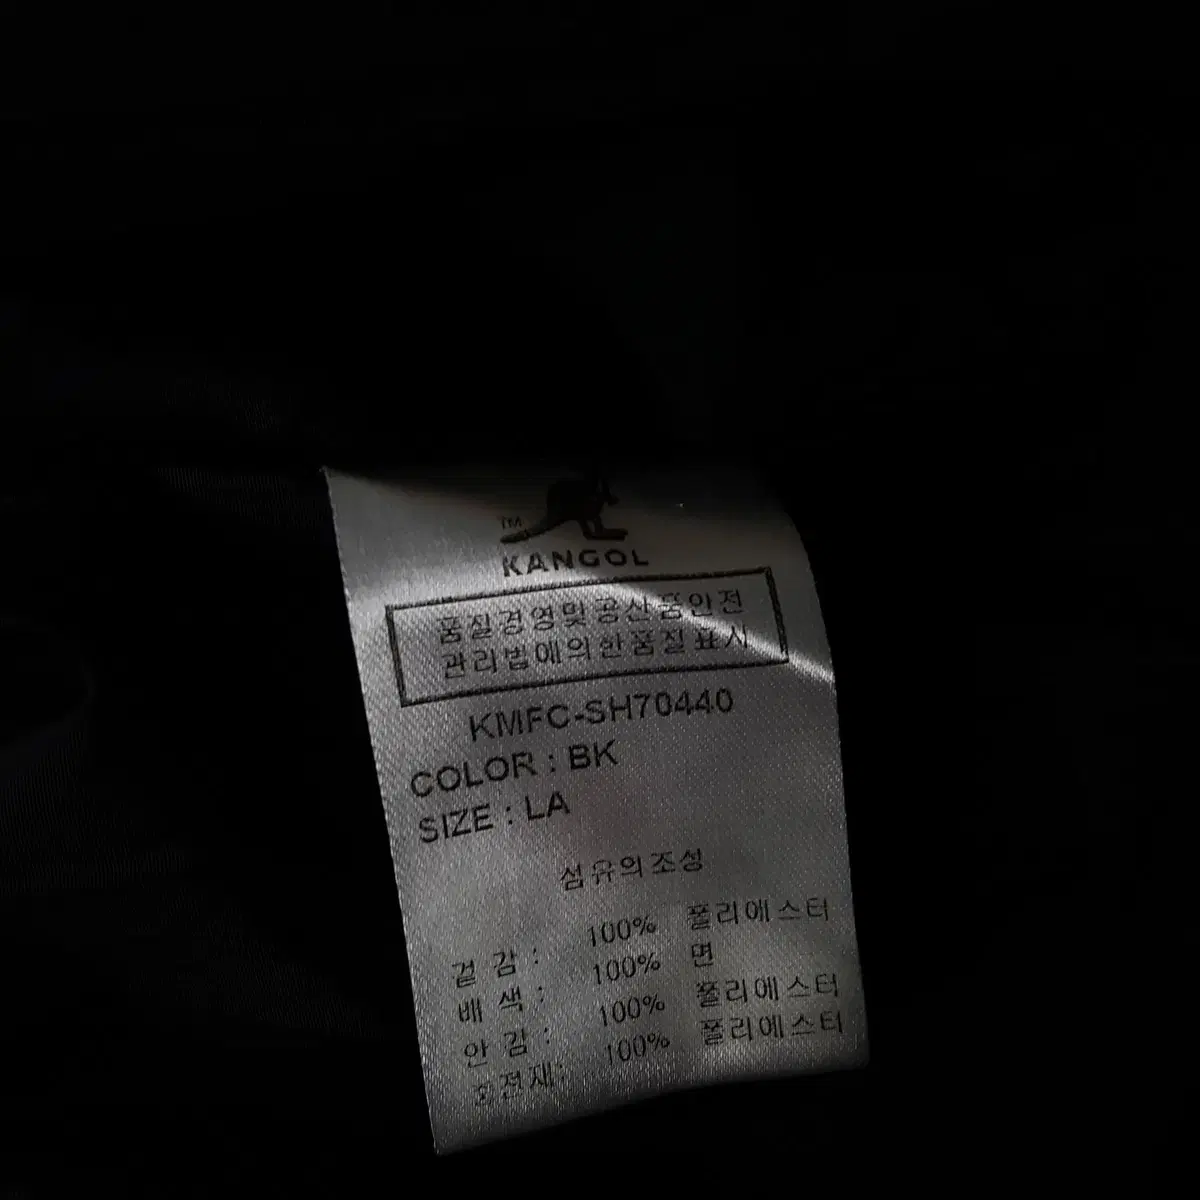 TM
KANGOL
품질경영및공산품안전
관리법에의한품질표시
KMFC-SH70440
COLOR : BK
SIZE : LA
섬유의조성
겉 감 : 100% 폴리에스터
배 색 : 100% 면
안 감 : 100% 폴리에스터
충전재: 100% 폴리에스터